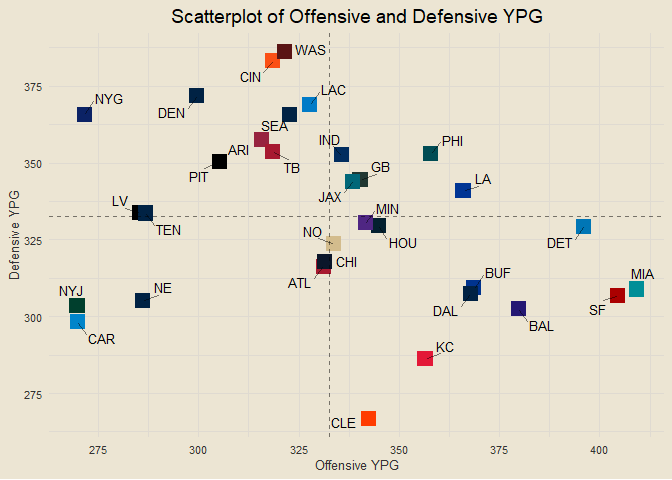 Scatterplot of Offensive and Defensive YPG
WAS
CIN
LAC
NYG
DEN
SEA
ARI
IND
PHI
PIT
TB
GB
LA
JAX
LV
MIN
TEN
NO
HOU
DET
CHI
ATL
BUF
MIA
NYJ
NE
DAL
SF
CAR
BAL
KC
CLE
375
350
325
300
275
Defensive YPG
275
300
325
350
375
400
Offensive YPG